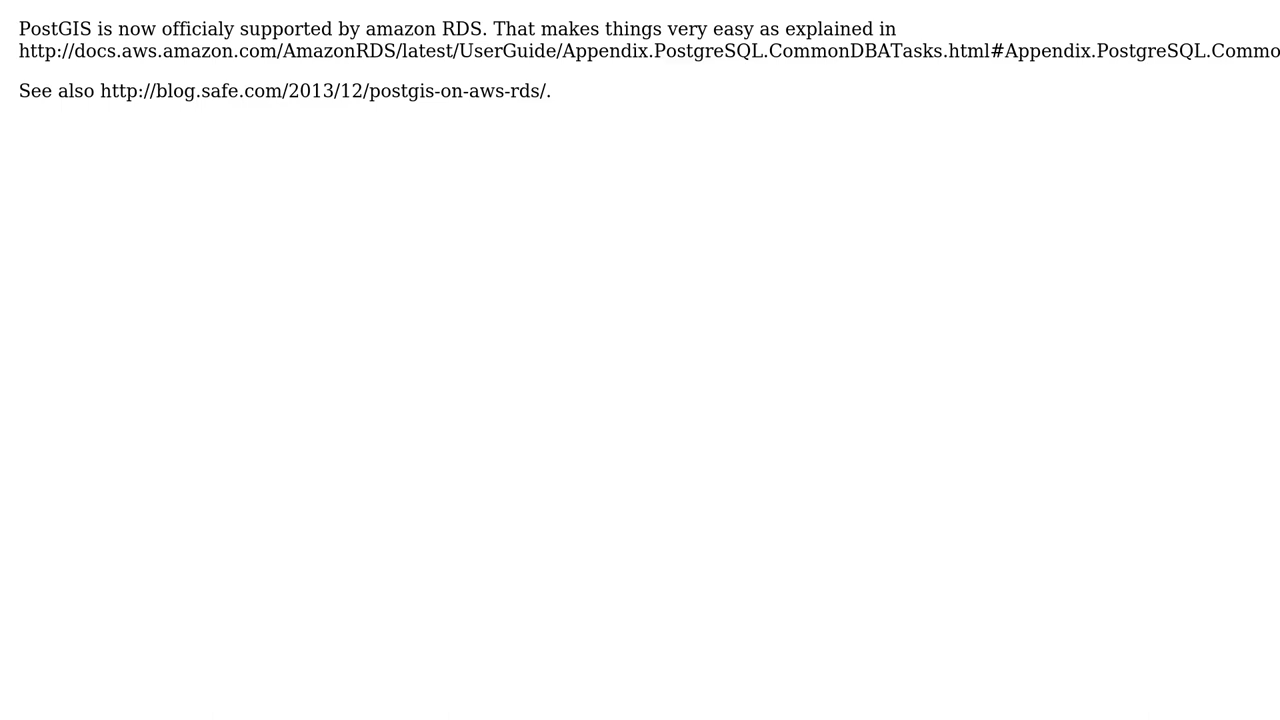 PostGIS is now officialy supported by amazon RDS. That makes things very easy as explained in
http://docs.aws.amazon.com/AmazonRDS/latest/UserGuide/Appendix.PostgreSQL.CommonDBATasks.html#Appendix.PostgreSQL.Commo
See also http://blog.safe.com/2013/12/postgis-on-aws-rds/.